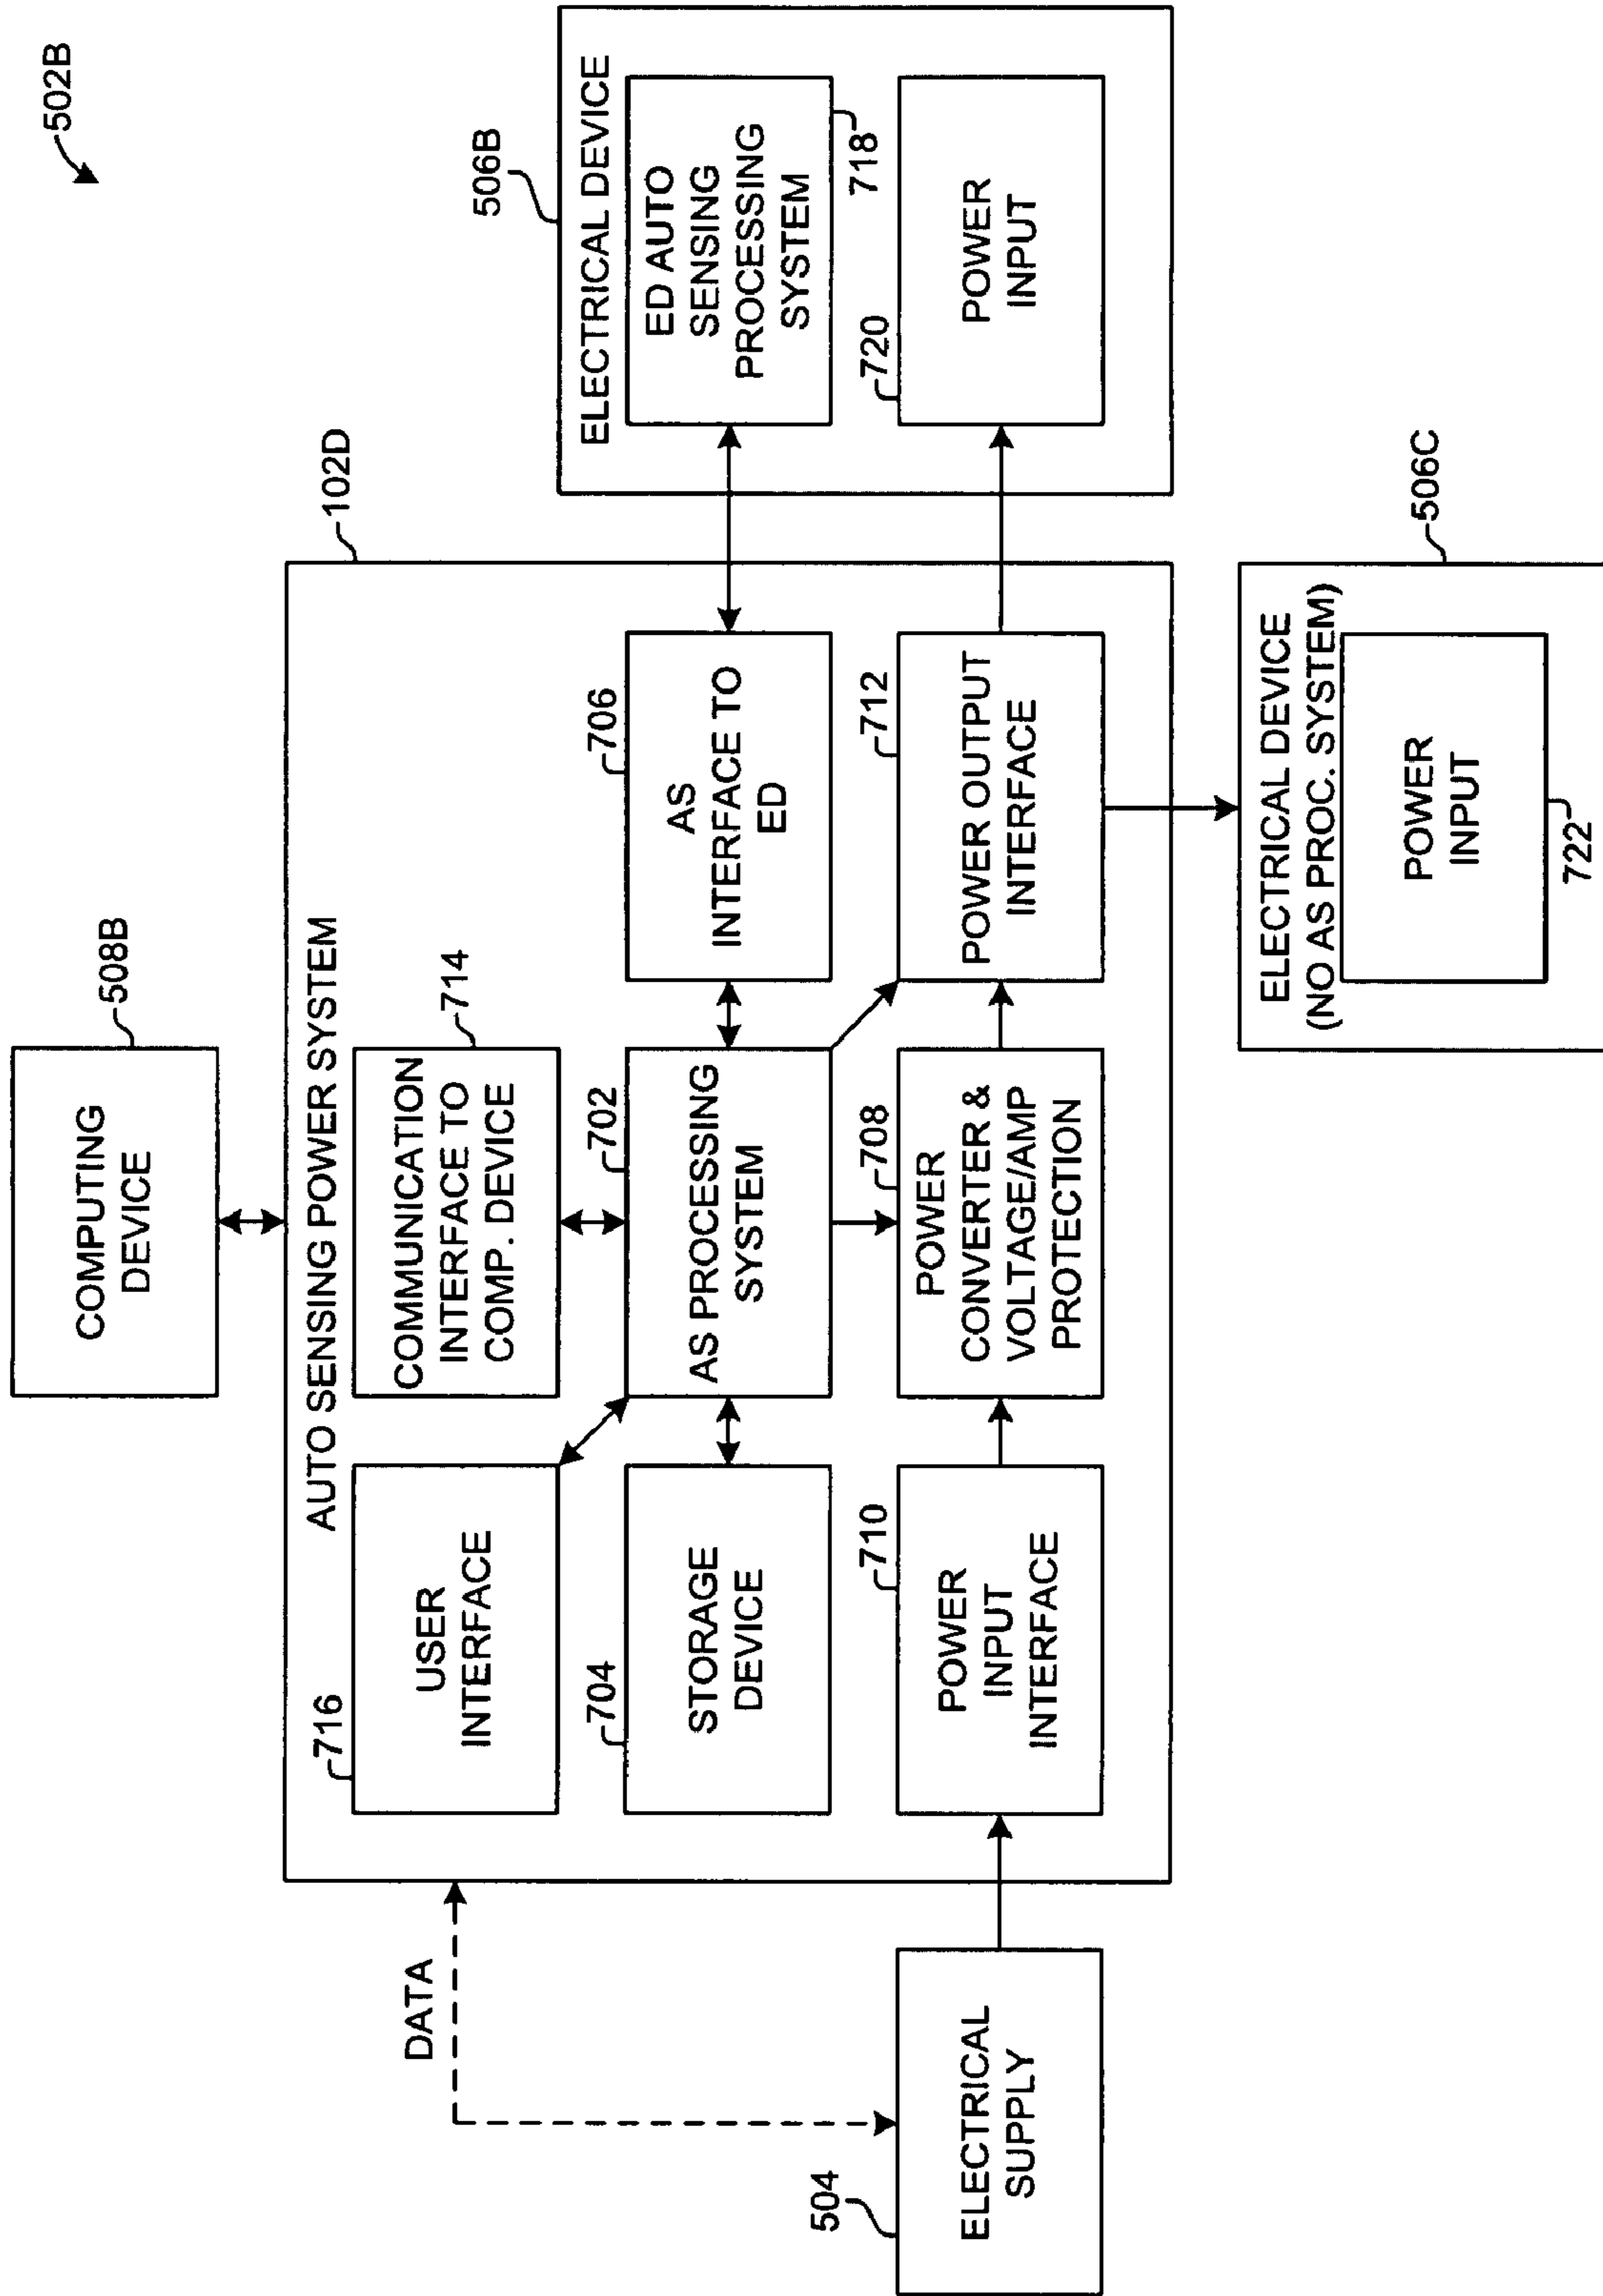 502B
COMPUTING
DEVICE
508B
AUTO SENSING POWER SYSTEM
102D
506B
DATA
716
USER
INTERFACE
COMMUNICATION
INTERFACE TO
COMP. DEVICE
714
ELECTRICAL DEVICE
704
STORAGE
DEVICE
702
AS PROCESSING
SYSTEM
706
AS
INTERFACE TO
ED
ED AUTO
SENSING
PROCESSING
SYSTEM
718
504
ELECTRICAL
SUPPLY
710
POWER
INPUT
INTERFACE
708
POWER
CONVERTER &
VOLTAGE/AMP
PROTECTION
712
POWER OUTPUT
INTERFACE
720
POWER
INPUT
506C
ELECTRICAL DEVICE
(NO AS PROC. SYSTEM)
POWER
INPUT
722